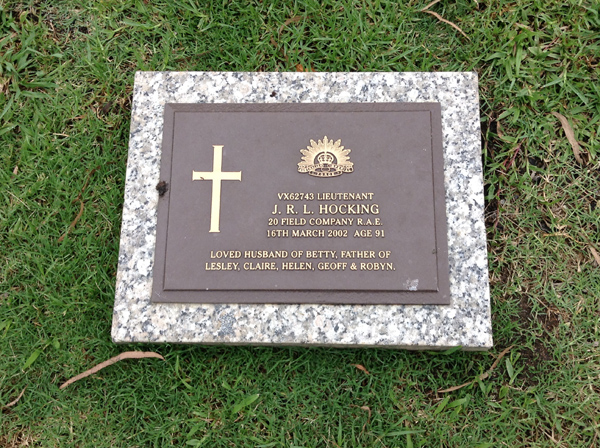 VX62743 LIEUTENANT
J. R. L. HOCKING
20 FIELD COMPANY R.A.E.
16TH MARCH 2002 AGE 91
LOVED HUSBAND OF BETTY, FATHER OF
LESLEY, CLAIRE, HELEN, GEOFF & ROBYN.